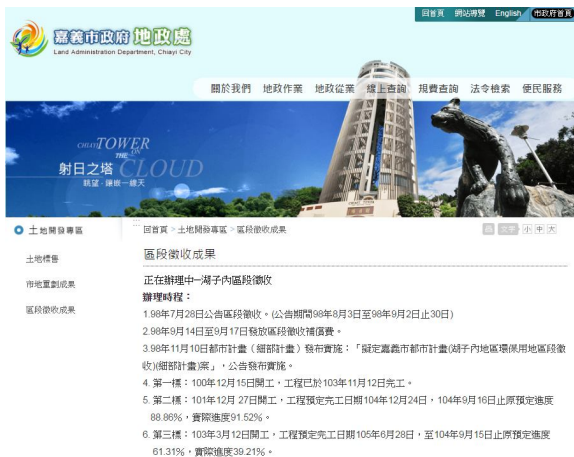 回首頁 網站導覽 English 市政府首頁
嘉義市政府 地政處
Land Administration Department, Chiayi City
關於我們 地政作業 地政從業 線上查詢 規費查詢 法令檢索 便民服務
CHIAYI TOWER
THE ON
射日之塔 CLOUD
眺望‧鑲嵌一線天
土地開發專區
回首頁 > 土地開發專區 > 區段徵收成果
小 中 大
土地標售
區段徵收成果
市地重劃成果
正在辦理中─湖子內區段徵收
辦理時程：
區段徵收成果
1.98年7月28日公告區段徵收。(公告期間98年8月3日至98年9月2日止30日)
2.98年9月14日至9月17日發放區段徵收補償費。
3.98年11月10日都市計畫（細部計畫）發布實施：「擬定嘉義市都市計畫(湖子內地區環保用地區段徵
收)(細部計畫)案」，公告發布實施。
4. 第一標：100年12月15日開工，工程已於103年11月12日完工。
5. 第二標：101年12月 27日開工，工程預定完工日期104年12月24日，104年9月16日止原預定進度
88.86%，實際進度91.52%。
6. 第三標：103年3月12日開工，工程預定完工日期105年6月28日，至104年9月15日止原預定進度
61.31%，實際進度39.21%。